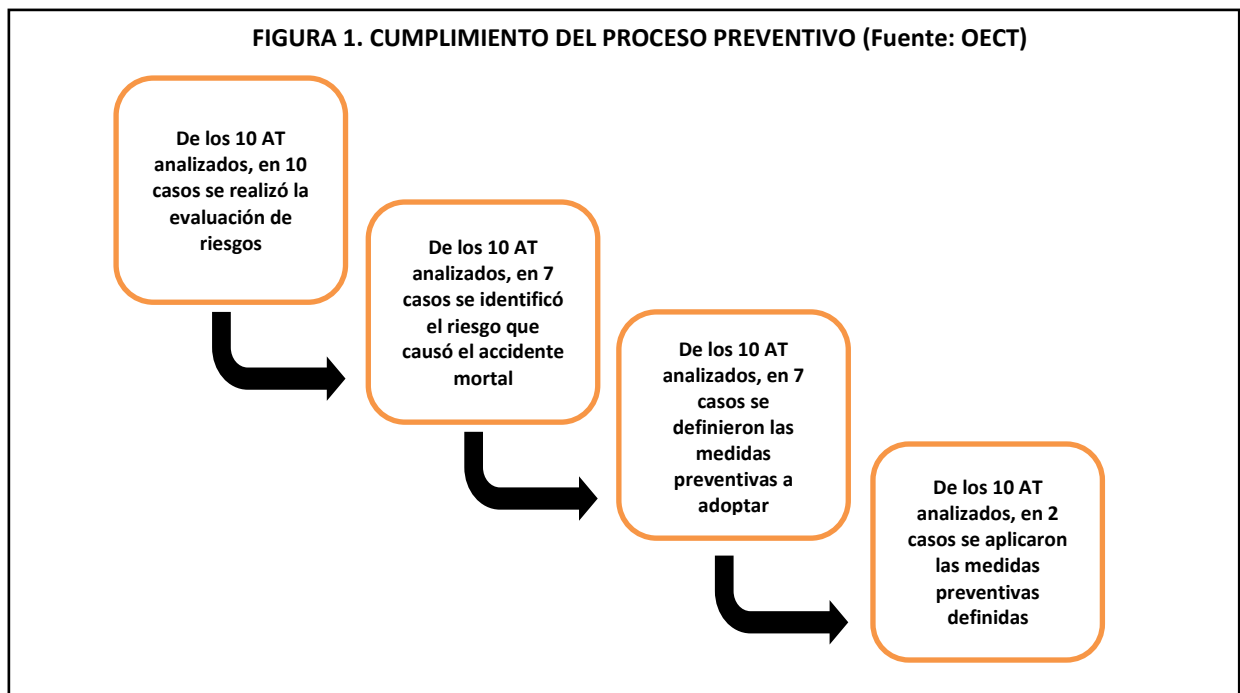 FIGURA 1. CUMPLIMIENTO DEL PROCESO PREVENTIVO (Fuente: OECT)
De los 10 AT
analizados, en 10
casos se realizó la
evaluación de
riesgos
De los 10 AT
analizados, en 7
casos se identificó
el riesgo que
causó el accidente
mortal
De los 10 AT
analizados, en 7
casos se
definieron las
medidas
preventivas a
adoptar
De los 10 AT
analizados, en 2
casos se aplicaron
las medidas
preventivas
definidas